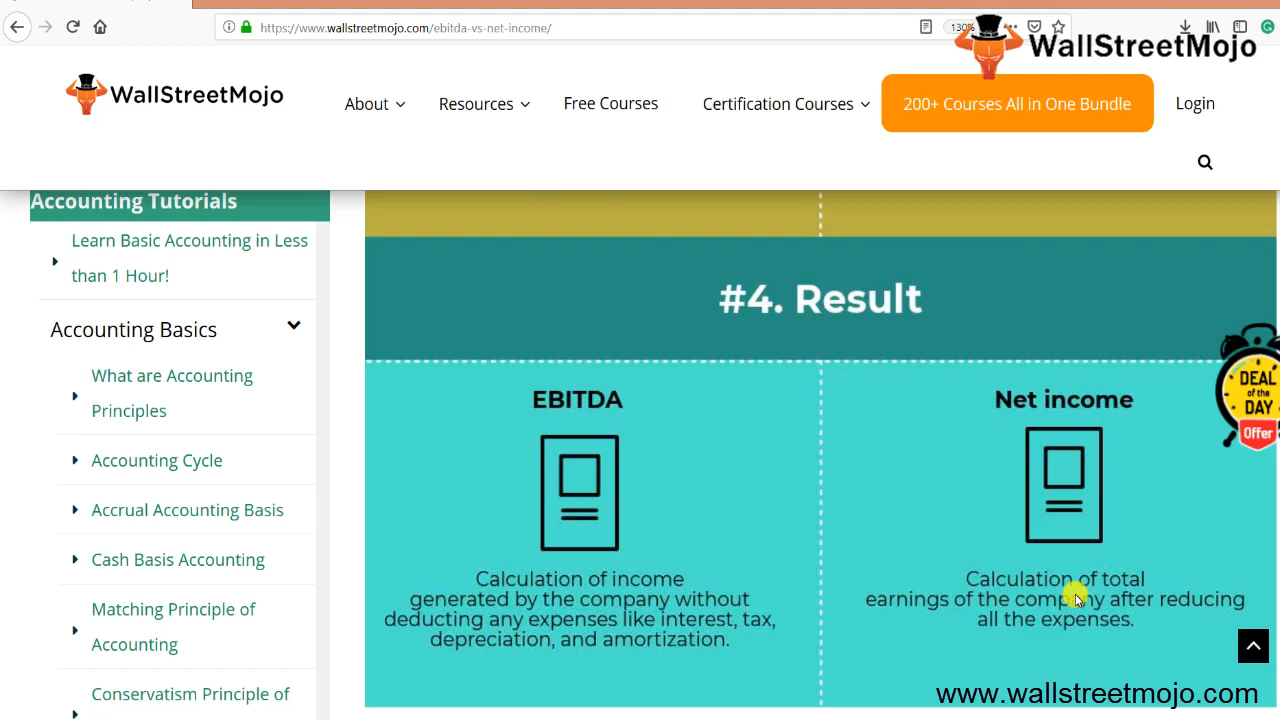 https://www.wallstreetmojo.com/ebitda-vs-net-income/
130%
WallStreetMojo
WallStreetMojo
About
Resources
Free Courses
Certification Courses
200+ Courses All in One Bundle
Login
Accounting Tutorials
Learn Basic Accounting in Less
than 1 Hour!
Accounting Basics
What are Accounting
Principles
Accounting Cycle
Accrual Accounting Basis
Cash Basis Accounting
Matching Principle of
Accounting
Conservatism Principle of
#4. Result
EBITDA
Calculation of income
generated by the company without
deducting any expenses like interest, tax,
depreciation, and amortization.
Net income
Calculation of total
earnings of the company after reducing
all the expenses.
DEAL
of the
DAY
Offer
www.wallstreetmojo.com